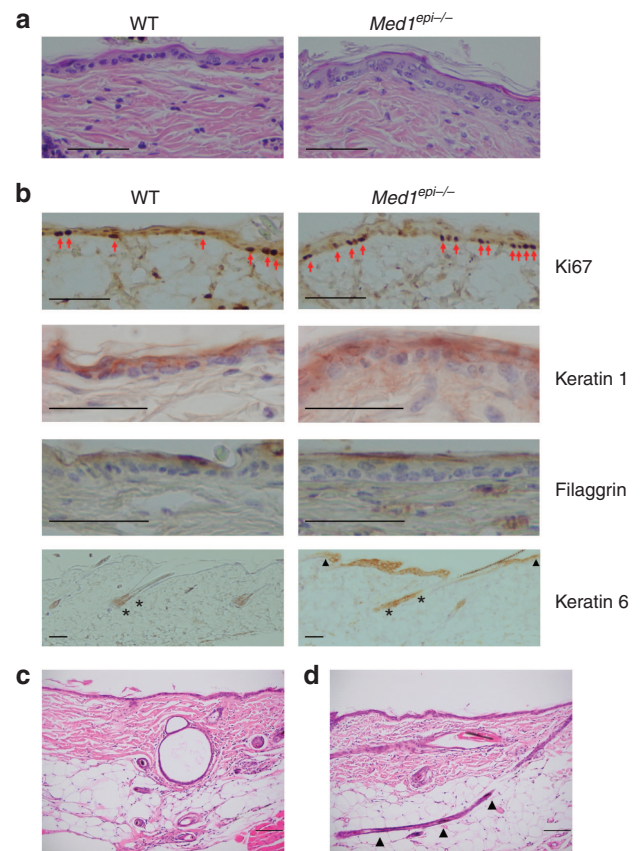 a
WT
Med1epi–/–
b
WT
Med1epi–/–
Ki67
Keratin 1
Filaggrin
* *
* *
Keratin 6
c
d